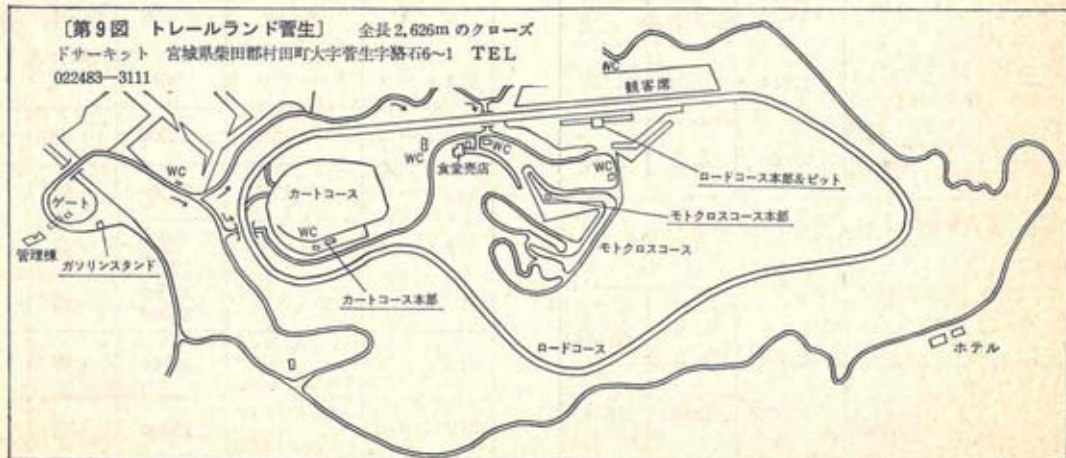 〔第9図 トレールランド菅生〕 全長2,626mのクローズ
ドサーキット 宮城県柴田郡村田町大字菅生字簬石6〜1 TEL
022483—3111
WC
観客席
WC
WC
食堂売店
WC
WC
ゲート
カートコース
ロードコース本部&ピット
モトクロスコース本部
WC
モトクロスコース
管理棟
ガソリンスタンド
カートコース本部
ロードコース
ホテル